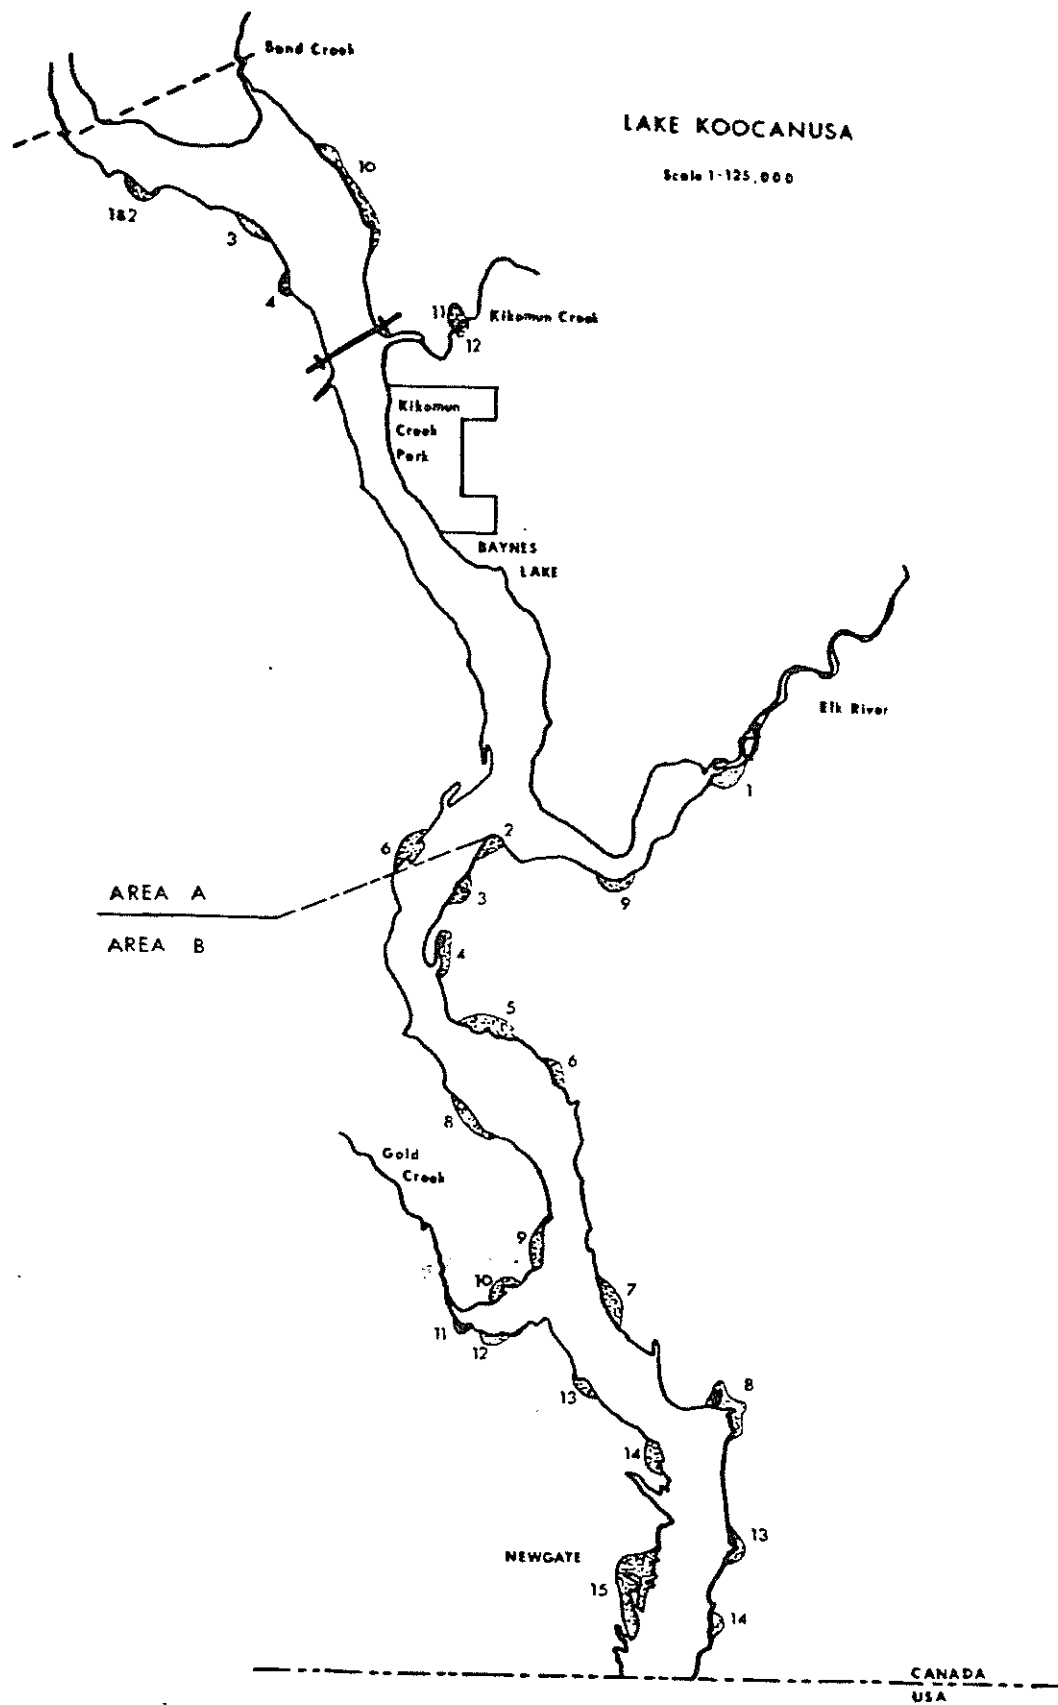 Sand Creek
LAKE KOOCANUSA
Scale 1-125,000
10
1&2
3
4
11
Kikomun Creek
12
Kikomun
Creek
Park
BAYNES
LAKE
Elk River
1
2
6
9
AREA A
3
AREA B
4
5
6
8
Gold
Creek
9
10
7
11
12
8
13
14
13
NEWGATE
15
14
CANADA
USA